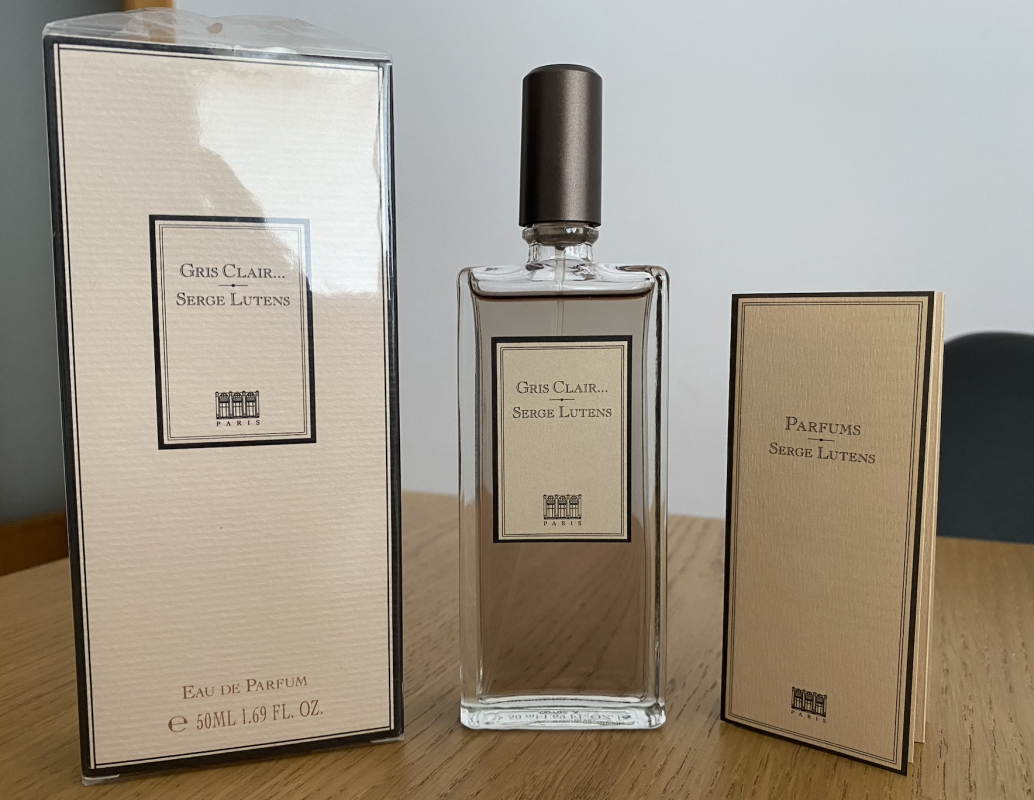 GRIS CLAIR...
SERGE LUTENS
PARIS
EAU DE PARFUM
e 50ML 1.69 FL. OZ.
GRIS CLAIR...
SERGE LUTENS
PARIS
PARFUMS
SERGE LUTENS
PARIS